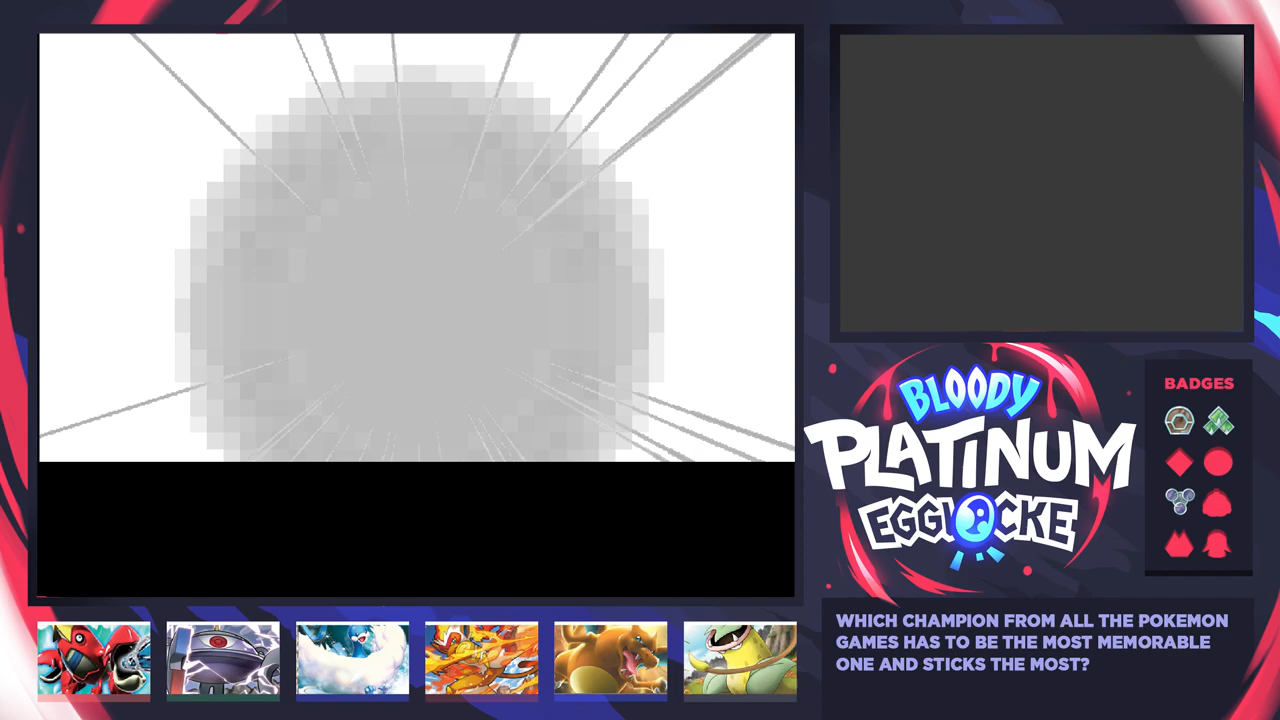 BLOODY
PLATINUM
EGGLOCKE
BADGES
WHICH CHAMPION FROM ALL THE POKEMON
GAMES HAS TO BE THE MOST MEMORABLE
ONE AND STICKS THE MOST?